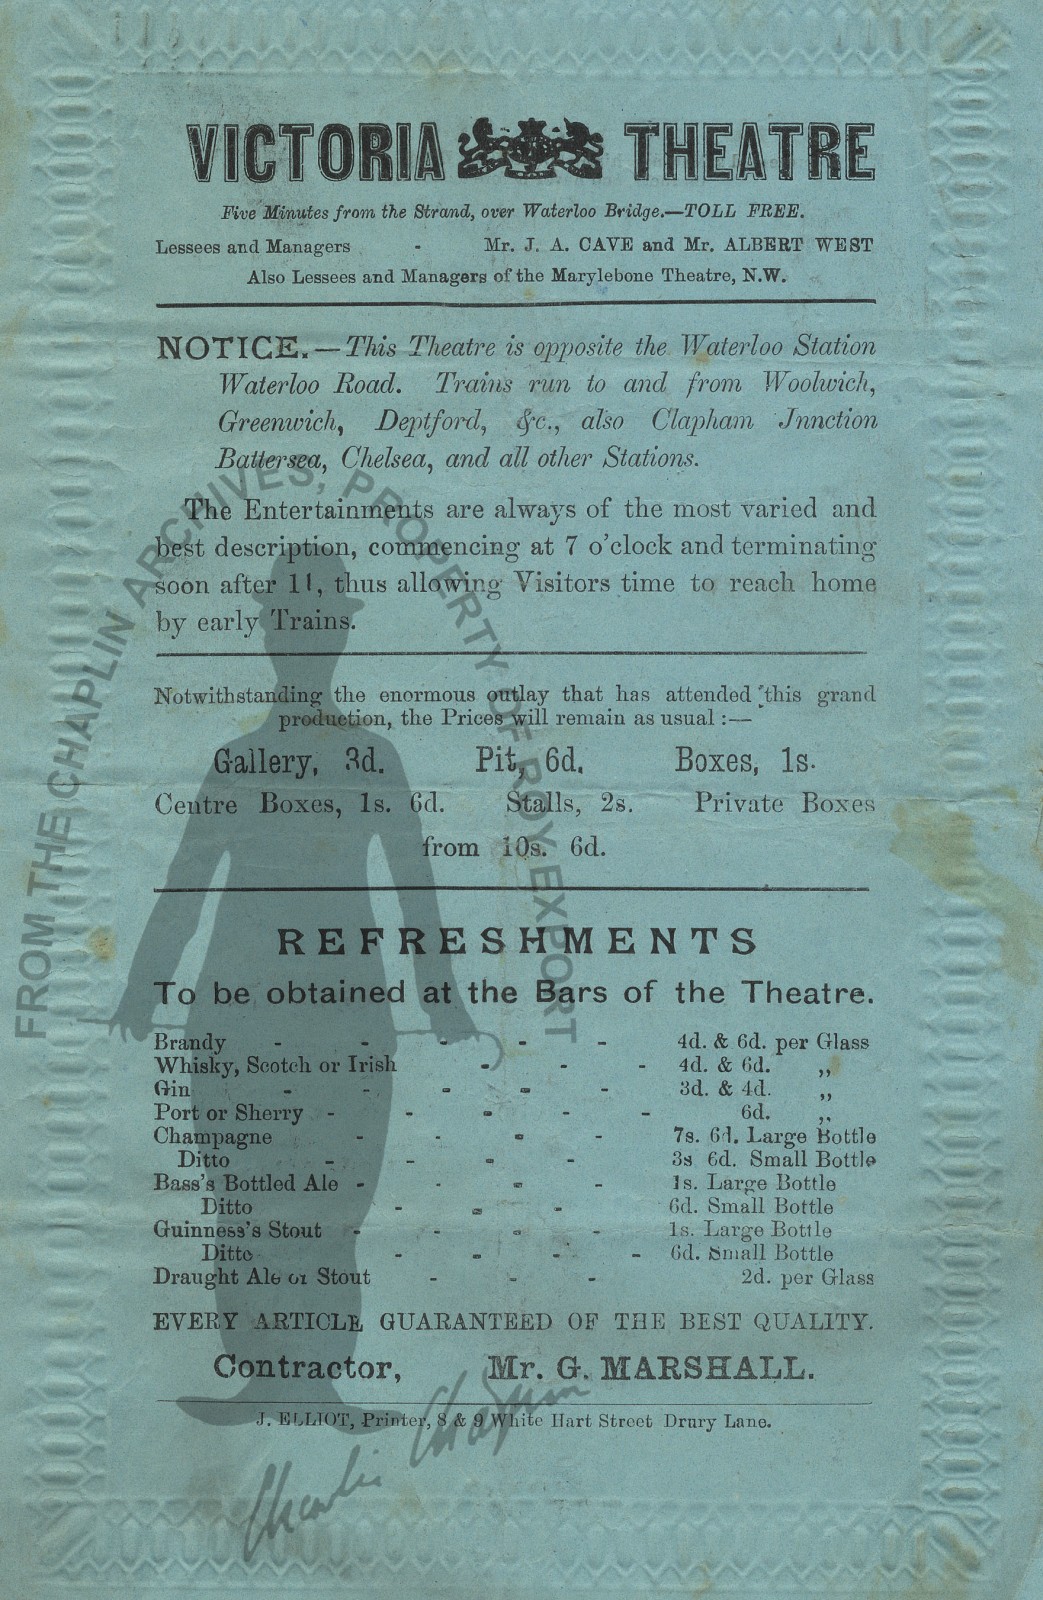 VICTORIA THEATRE
Five Minutes from the Strand, over Waterloo Bridge.—TOLL FREE.
Lessees and Managers - Mr. J. A. CAVE and Mr. ALBERT WEST
Also Lessees and Managers of the Marylebone Theatre, N.W.
NOTICE.—This Theatre is opposite the Waterloo Station
Waterloo Road. Trains run to and from Woolwich,
Greenwich, Deptford, &c., also Clapham Jnnction
Battersea, Chelsea, and all other Stations.
The Entertainments are always of the most varied and
best description, commencing at 7 o'clock and terminating
soon after 11, thus allowing Visitors time to reach home
by early Trains.
Notwithstanding the enormous outlay that has attended this grand
production, the Prices will remain as usual :—
Gallery, 3d. Pit, 6d. Boxes, 1s.
Centre Boxes, 1s. 6d. Stalls, 2s. Private Boxes
from 10s. 6d.
REFRESHMENTS
To be obtained at the Bars of the Theatre.
Brandy - - - - - 4d. & 6d. per Glass
Whisky, Scotch or Irish - - - 4d. & 6d. ,,
Gin - - - - - 3d. & 4d. ,,
Port or Sherry - - - - - 6d. ,,
Champagne - - - - 7s. 6d. Large Bottle
Ditto - - - - 3s 6d. Small Bottle
Bass's Bottled Ale - - - - 1s. Large Bottle
Ditto - - - 6d. Small Bottle
Guinness's Stout - - - - 1s. Large Bottle
Ditto - - - - 6d. Small Bottle
Draught Ale or Stout - - - 2d. per Glass
EVERY ARTICLE GUARANTEED OF THE BEST QUALITY.
Contractor, Mr. G. MARSHALL.
J. ELLIOT, Printer, 8 & 9 White Hart Street Drury Lane.
FROM THE CHAPLIN ARCHIVES, PROPERTY OF ROY EXPORT
Charlie Chaplin